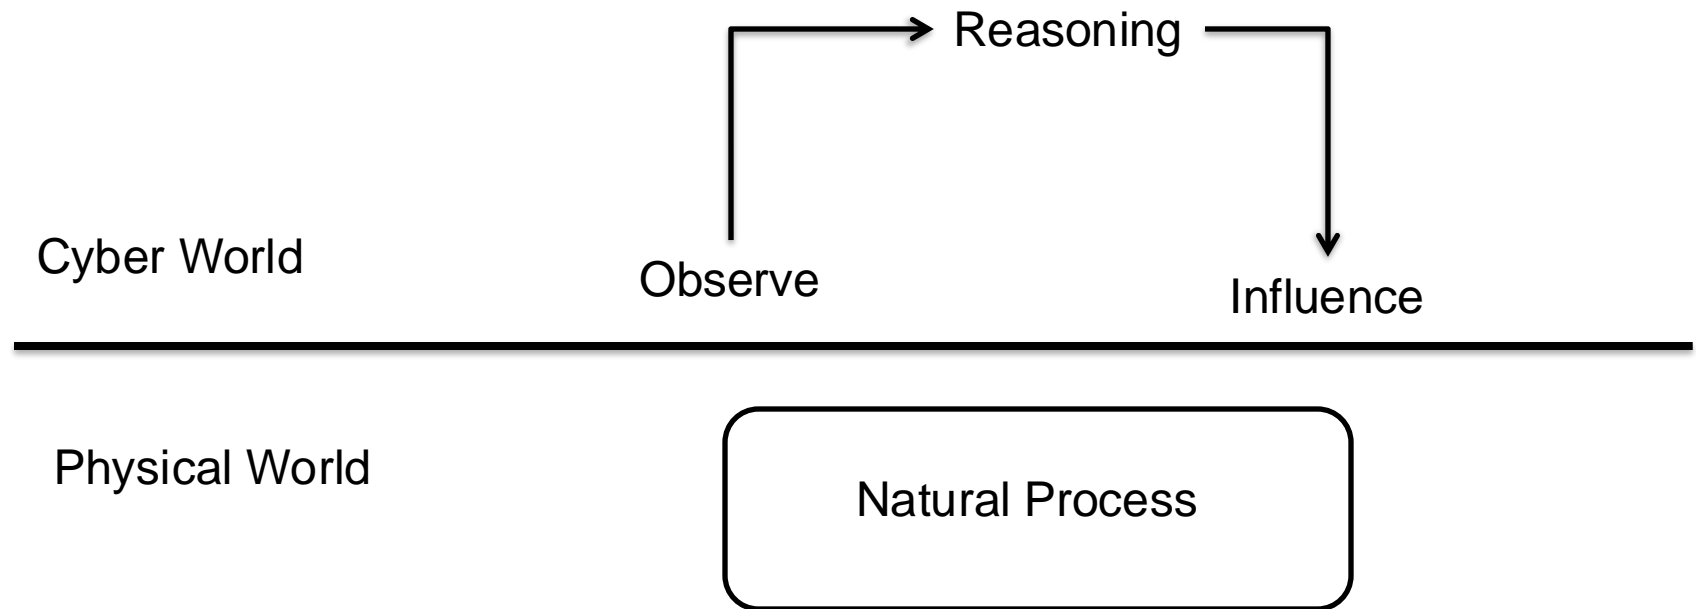 Reasoning
Cyber World
Observe
Influence
Physical World
Natural Process